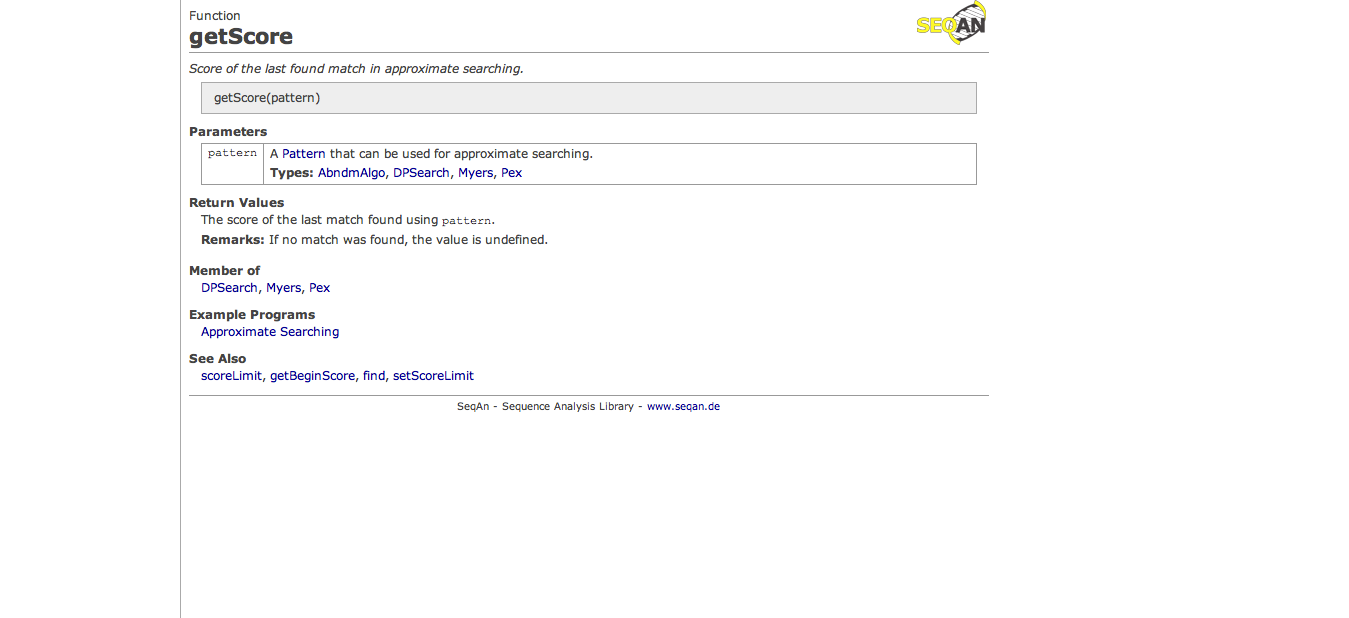 Function
getScore
SEQAN
Score of the last found match in approximate searching.
getScore(pattern)
Parameters
pattern A Pattern that can be used for approximate searching.
Types: AbndmAlgo, DPSearch, Myers, Pex
Return Values
The score of the last match found using pattern.
Remarks: If no match was found, the value is undefined.
Member of
DPSearch, Myers, Pex
Example Programs
Approximate Searching
See Also
scoreLimit, getBeginScore, find, setScoreLimit
SeqAn - Sequence Analysis Library - www.seqan.de